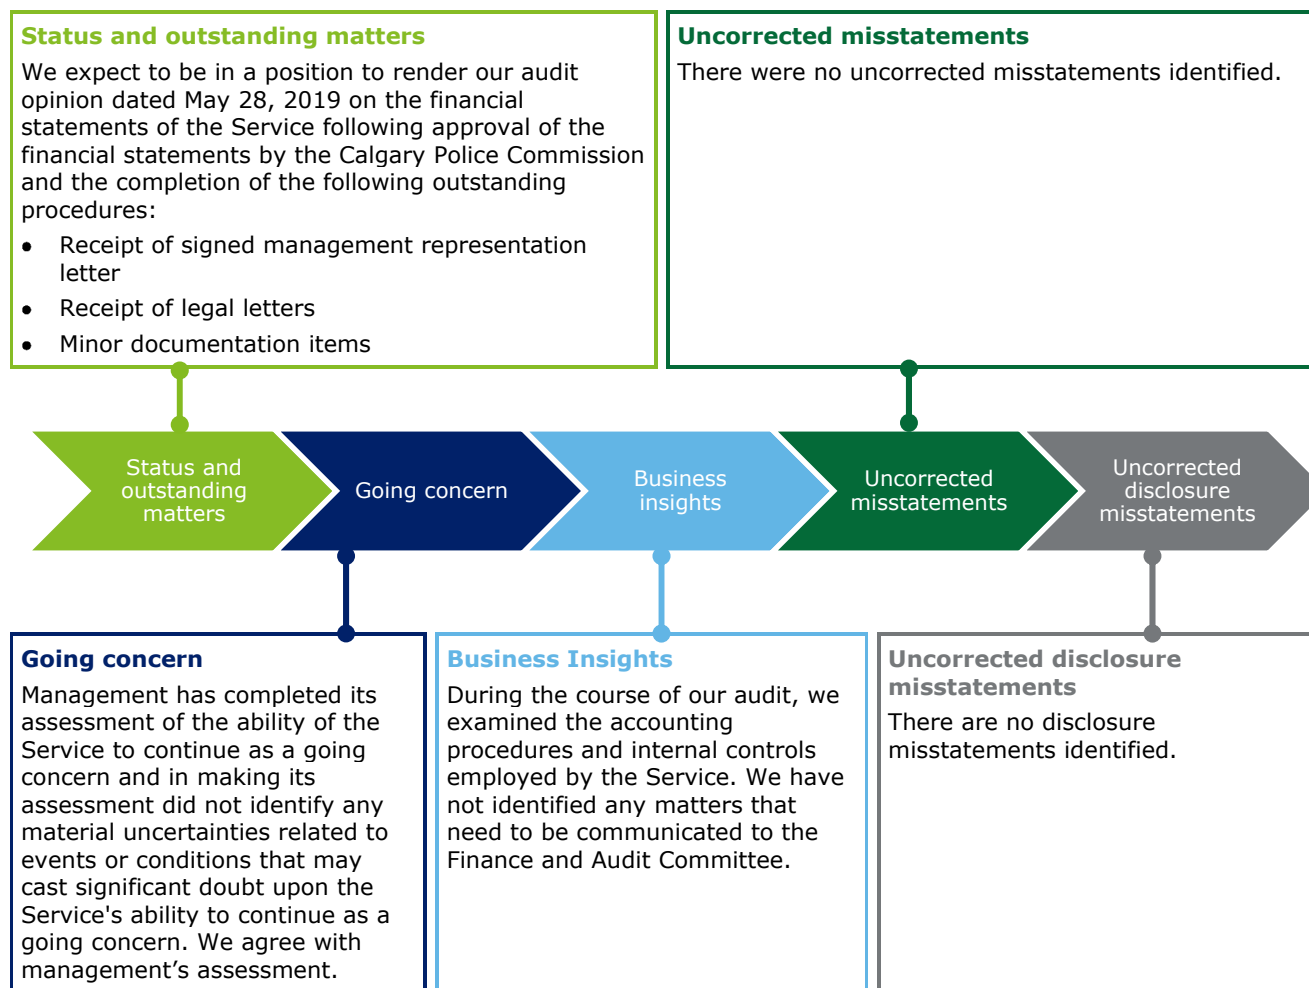 Status and outstanding matters
We expect to be in a position to render our audit
opinion dated May 28, 2019 on the financial
statements of the Service following approval of the
financial statements by the Calgary Police Commission
and the completion of the following outstanding
procedures:
• Receipt of signed management representation
letter
• Receipt of legal letters
• Minor documentation items
Uncorrected misstatements
There were no uncorrected misstatements identified.
Status and
outstanding
matters
Going concern
Business
insights
Uncorrected
misstatements
Uncorrected
disclosure
misstatements
Going concern
Management has completed its
assessment of the ability of the
Service to continue as a going
concern and in making its
assessment did not identify any
material uncertainties related to
events or conditions that may
cast significant doubt upon the
Service's ability to continue as a
going concern. We agree with
management’s assessment.
Business Insights
During the course of our audit, we
examined the accounting
procedures and internal controls
employed by the Service. We have
not identified any matters that
need to be communicated to the
Finance and Audit Committee.
Uncorrected disclosure
misstatements
There are no disclosure
misstatements identified.